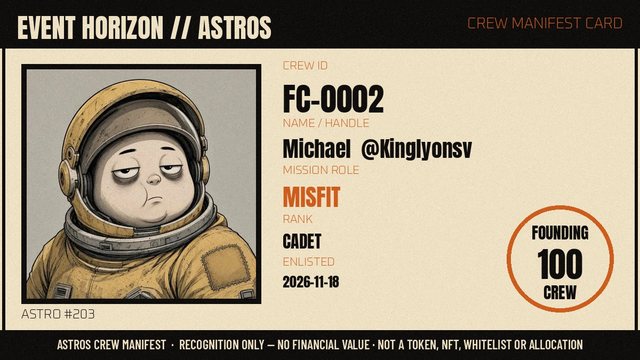 EVENT HORIZON // ASTROS
CREW MANIFEST CARD
CREW ID
FC-0002
NAME / HANDLE
Michael @Kinglyonsv
MISSION ROLE
MISFIT
RANK
CADET
ENLISTED
2026-11-18
FOUNDING
100
CREW
ASTRO #203
ASTROS CREW MANIFEST · RECOGNITION ONLY — NO FINANCIAL VALUE · NOT A TOKEN, NFT, WHITELIST OR ALLOCATION